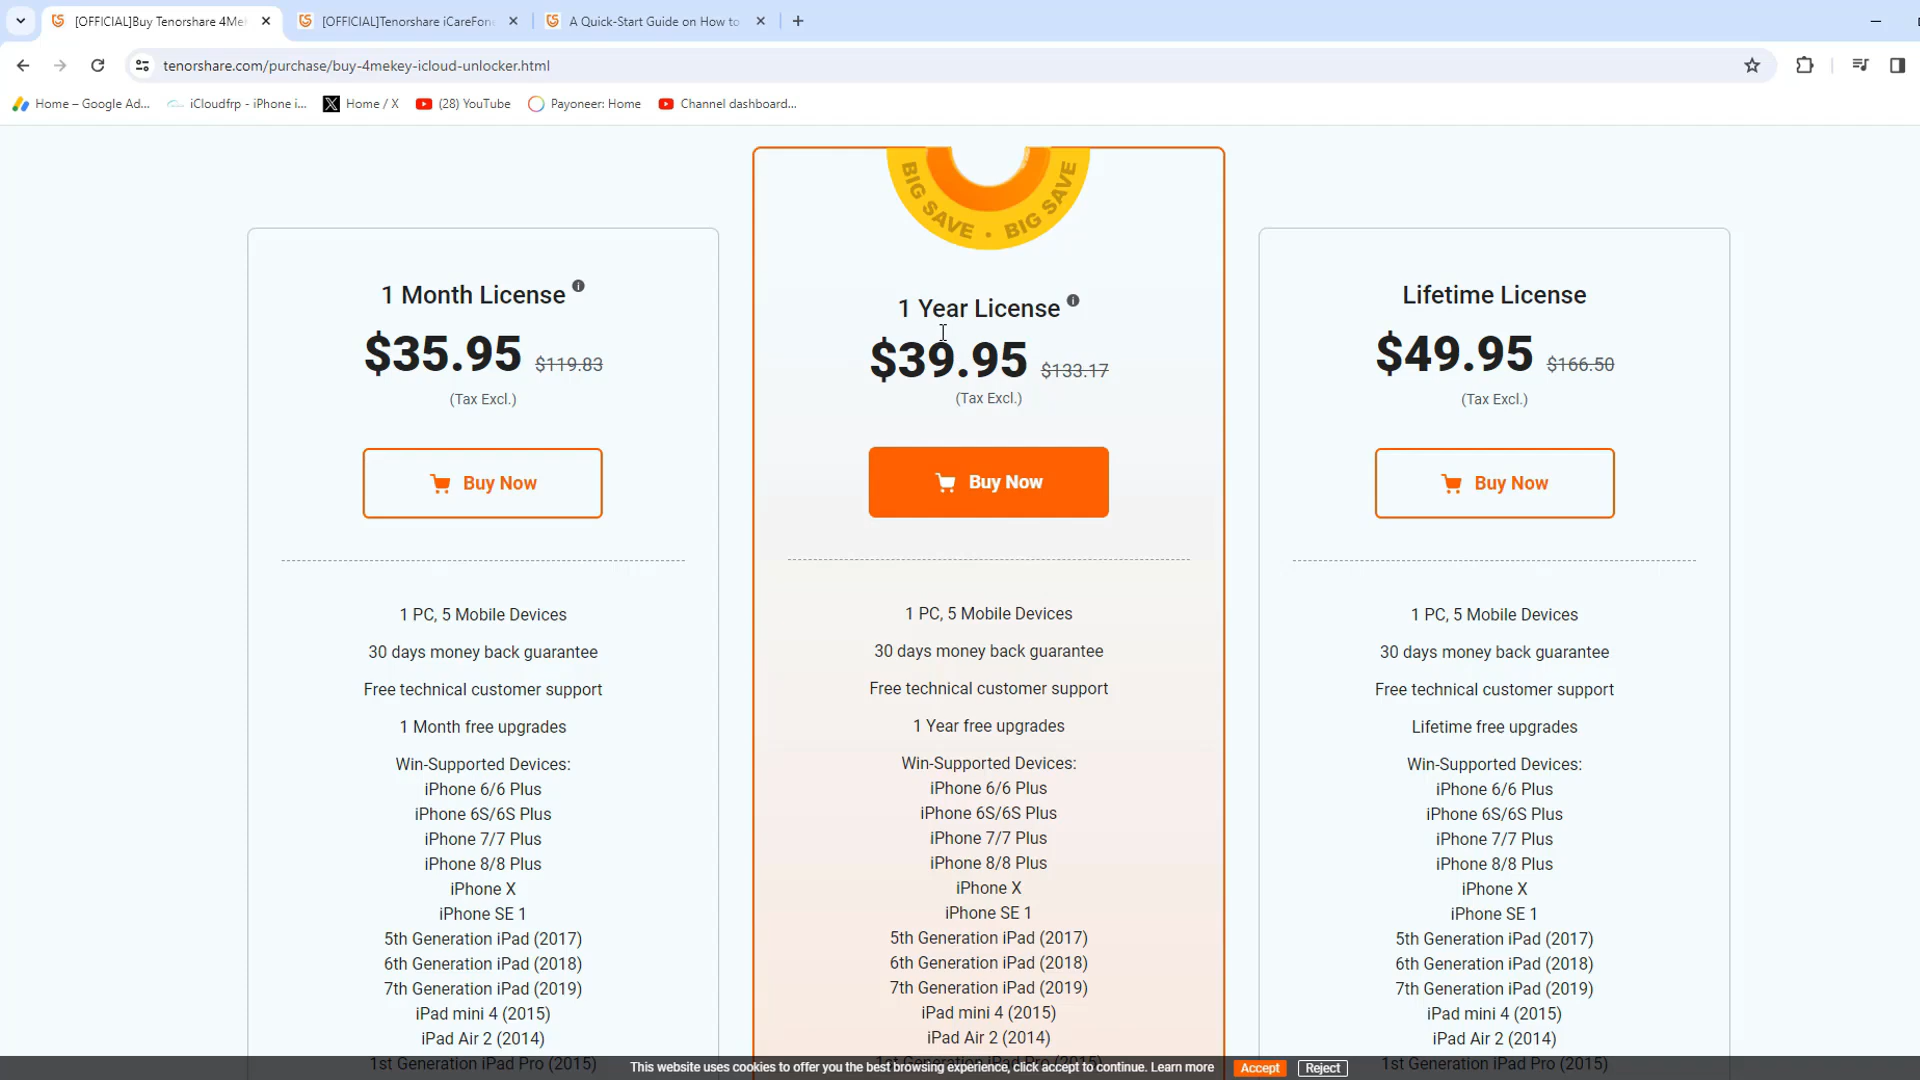 [OFFICIAL]Buy Tenorshare 4Me
[OFFICIAL]Tenorshare iCareFon
A Quick-Start Guide on How to
tenorshare.com/purchase/buy-4mekey-icloud-unlocker.html
Home – Google Ad...
iCloudfrp - iPhone i...
Home / X
(28) YouTube
Payoneer: Home
Channel dashboard...
BIG SAVE • BIG SAVE
1 Month License
$35.95 $119.83
(Tax Excl.)
Buy Now
1 PC, 5 Mobile Devices
30 days money back guarantee
Free technical customer support
1 Month free upgrades
Win-Supported Devices:
iPhone 6/6 Plus
iPhone 6S/6S Plus
iPhone 7/7 Plus
iPhone 8/8 Plus
iPhone X
iPhone SE 1
5th Generation iPad (2017)
6th Generation iPad (2018)
7th Generation iPad (2019)
iPad mini 4 (2015)
iPad Air 2 (2014)
1st Generation iPad Pro (2015)
1 Year License
$39.95 $133.17
(Tax Excl.)
Buy Now
1 PC, 5 Mobile Devices
30 days money back guarantee
Free technical customer support
1 Year free upgrades
Win-Supported Devices:
iPhone 6/6 Plus
iPhone 6S/6S Plus
iPhone 7/7 Plus
iPhone 8/8 Plus
iPhone X
iPhone SE 1
5th Generation iPad (2017)
6th Generation iPad (2018)
7th Generation iPad (2019)
iPad mini 4 (2015)
iPad Air 2 (2014)
1st Generation iPad Pro (2015)
Lifetime License
$49.95 $166.50
(Tax Excl.)
Buy Now
1 PC, 5 Mobile Devices
30 days money back guarantee
Free technical customer support
Lifetime free upgrades
Win-Supported Devices:
iPhone 6/6 Plus
iPhone 6S/6S Plus
iPhone 7/7 Plus
iPhone 8/8 Plus
iPhone X
iPhone SE 1
5th Generation iPad (2017)
6th Generation iPad (2018)
7th Generation iPad (2019)
iPad mini 4 (2015)
iPad Air 2 (2014)
1st Generation iPad Pro (2015)
This website uses cookies to offer you the best browsing experience, click accept to continue. Learn more
Accept
Reject